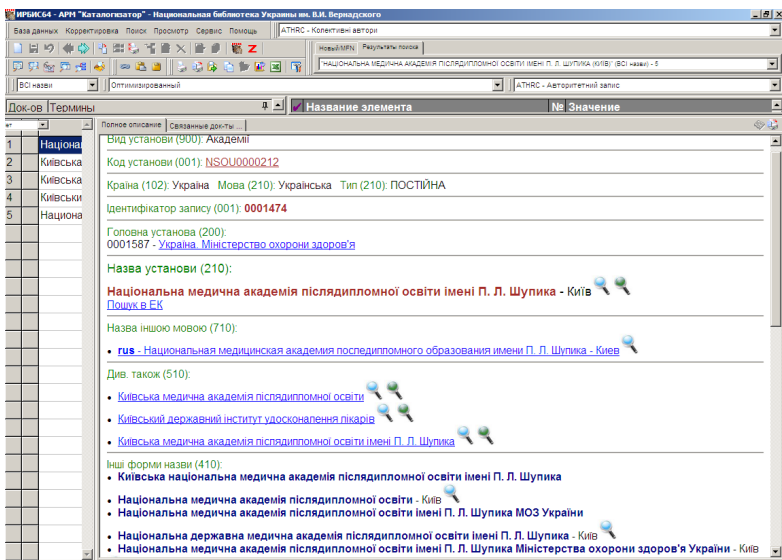 ИРБИС64 - АРМ "Каталогизатор" - Национальная библиотека Украины им. В.И. Вернадского
База данных Корректировка Поиск Просмотр Сервис Помощь
ATHRC - Колективні автори
Новый MFN Результаты поиска
"НАЦІОНАЛЬНА МЕДИЧНА АКАДЕМІЯ ПІСЛЯДИПЛОМНОЇ ОСВІТИ ІМЕНІ П. Л. ШУПИКА (КИЇВ)" (ВСІ назви) - 5
ВСІ назви
Оптимизированный
ATHRC - Авторитетний запис
Док-ов Термины
Название элемента
№ Значение
Полное описание Связанные док-ты ...
1 Націона
2 Київська
3 Київська
4 Київськи
5 Национа
Вид установи (900): Академії
Код установи (001): NSOU0000212
Країна (102): Україна Мова (210): Українська Тип (210): ПОСТІЙНА
Ідентифікатор запису (001): 0001474
Головна установа (200):
0001587 - Україна. Міністерство охорони здоров'я
Назва установи (210):
Національна медична академія післядипломної освіти імені П. Л. Шупика - Київ
Пошук в ЕК
Назва іншою мовою (710):
• rus - Национальная медицинская академия последипломного образования имени П. Л. Шупика - Киев
Див. також (510):
• Київська медична академія післядипломної освіти
• Київський державний інститут удосконалення лікарів
• Київська медична академія післядипломної освіти імені П. Л. Шупика
Інші форми назви (410):
• Київська національна медична академія післядипломної освіти імені П. Л. Шупика
• Національна медична академія післядипломної освіти - Київ
• Національна медична академія післядипломної освіти імені П. Л. Шупика МОЗ України
• Національна державна медична академія післядипломної освіти імені П. Л. Шупика - Київ
• Національна медична академія післядипломної освіти імені П. Л. Шупика Міністерства охорони здоров'я України - Київ